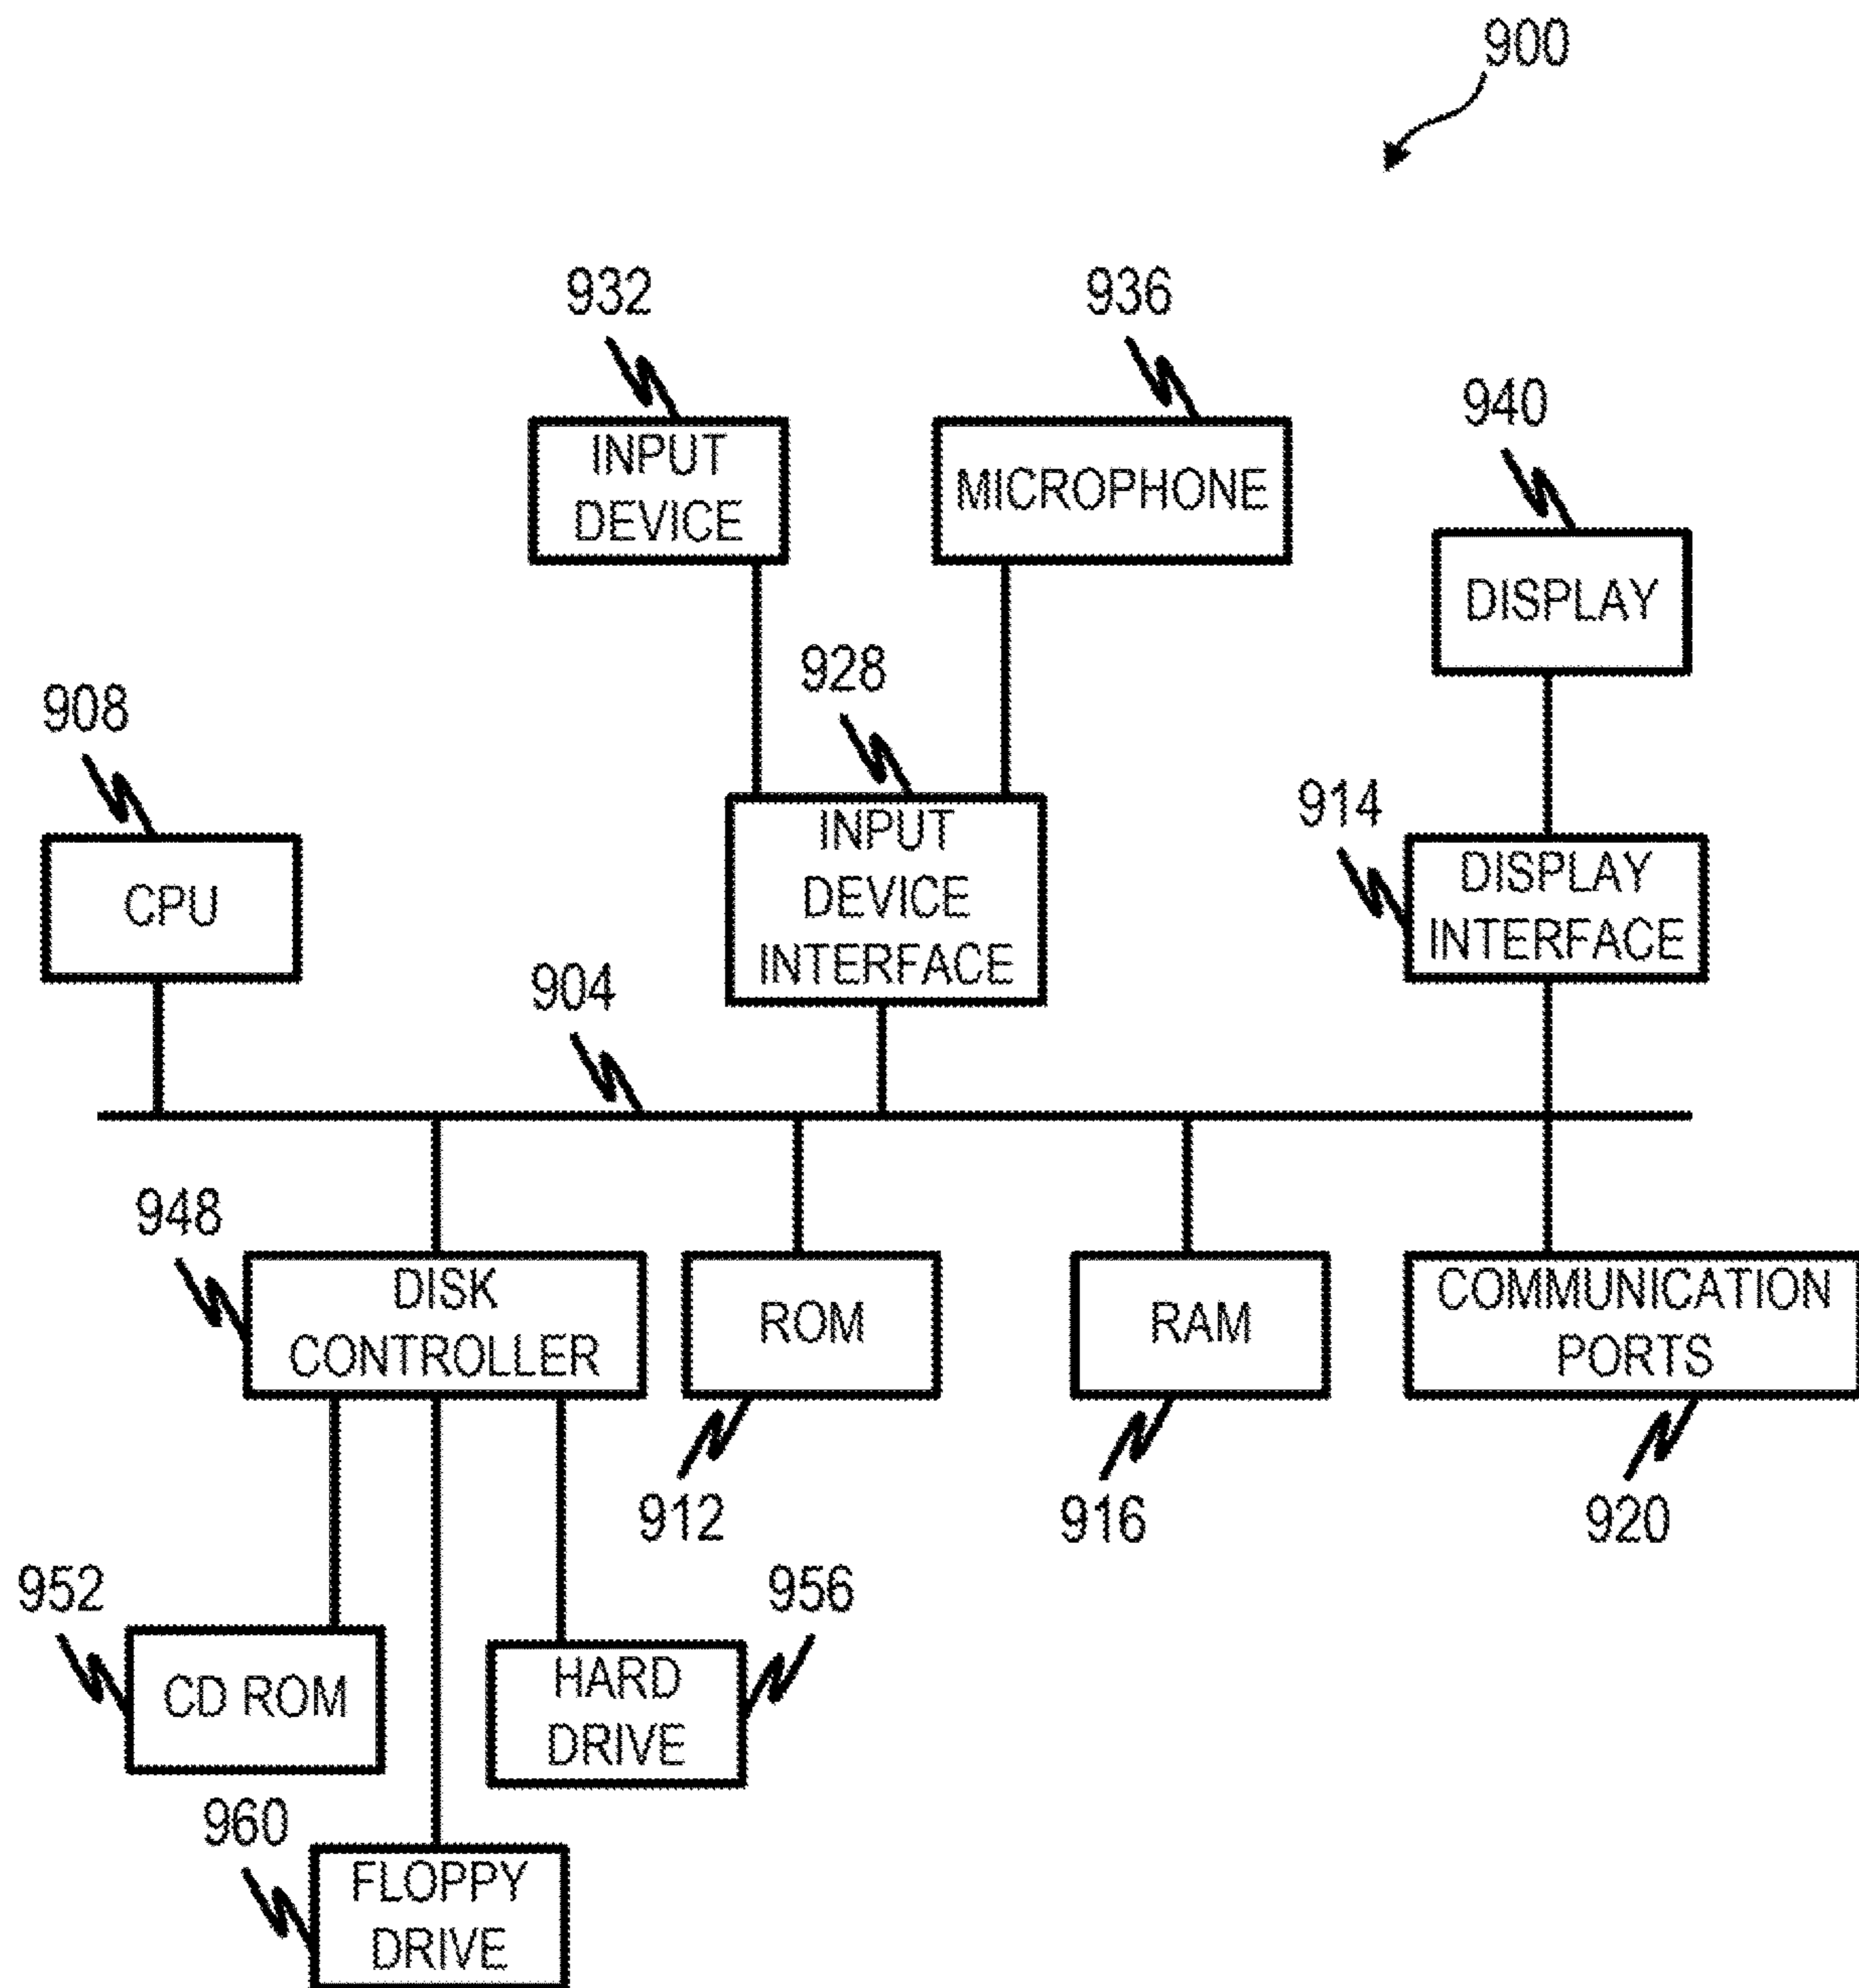 900
932
936
940
INPUT
DEVICE
MICROPHONE
DISPLAY
928
908
914
INPUT
DEVICE
INTERFACE
CPU
DISPLAY
INTERFACE
904
948
DISK
CONTROLLER
ROM
RAM
COMMUNICATION
PORTS
912
916
920
952
956
CD ROM
HARD
DRIVE
960
FLOPPY
DRIVE